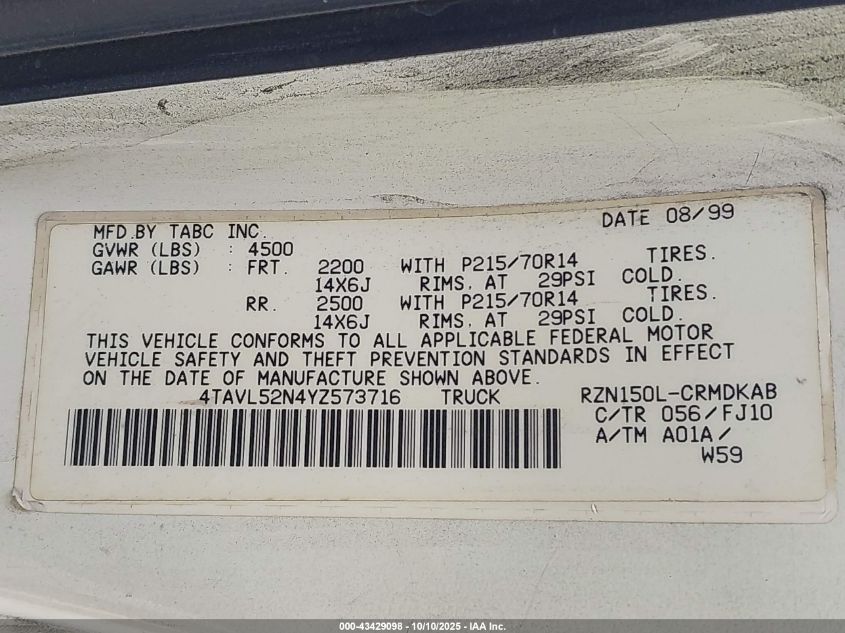 DATE 08/99
MFD.BY TABC INC.
GVWR (LBS) : 4500
GAWR (LBS) : FRT. 2200 WITH P215/70R14 TIRES.
14X6J RIMS, AT 29PSI COLD.
RR. 2500 WITH P215/70R14 TIRES.
14X6J RIMS, AT 29PSI COLD.
THIS VEHICLE CONFORMS TO ALL APPLICABLE FEDERAL MOTOR
VEHICLE SAFETY AND THEFT PREVENTION STANDARDS IN EFFECT
ON THE DATE OF MANUFACTURE SHOWN ABOVE.
4TAVL52N4YZ573716 TRUCK RZN150L-CRMDKAB
C/TR 056/FJ10
A/TM A01A/
W59
000-43429098 - 10/10/2025 - IAA Inc.